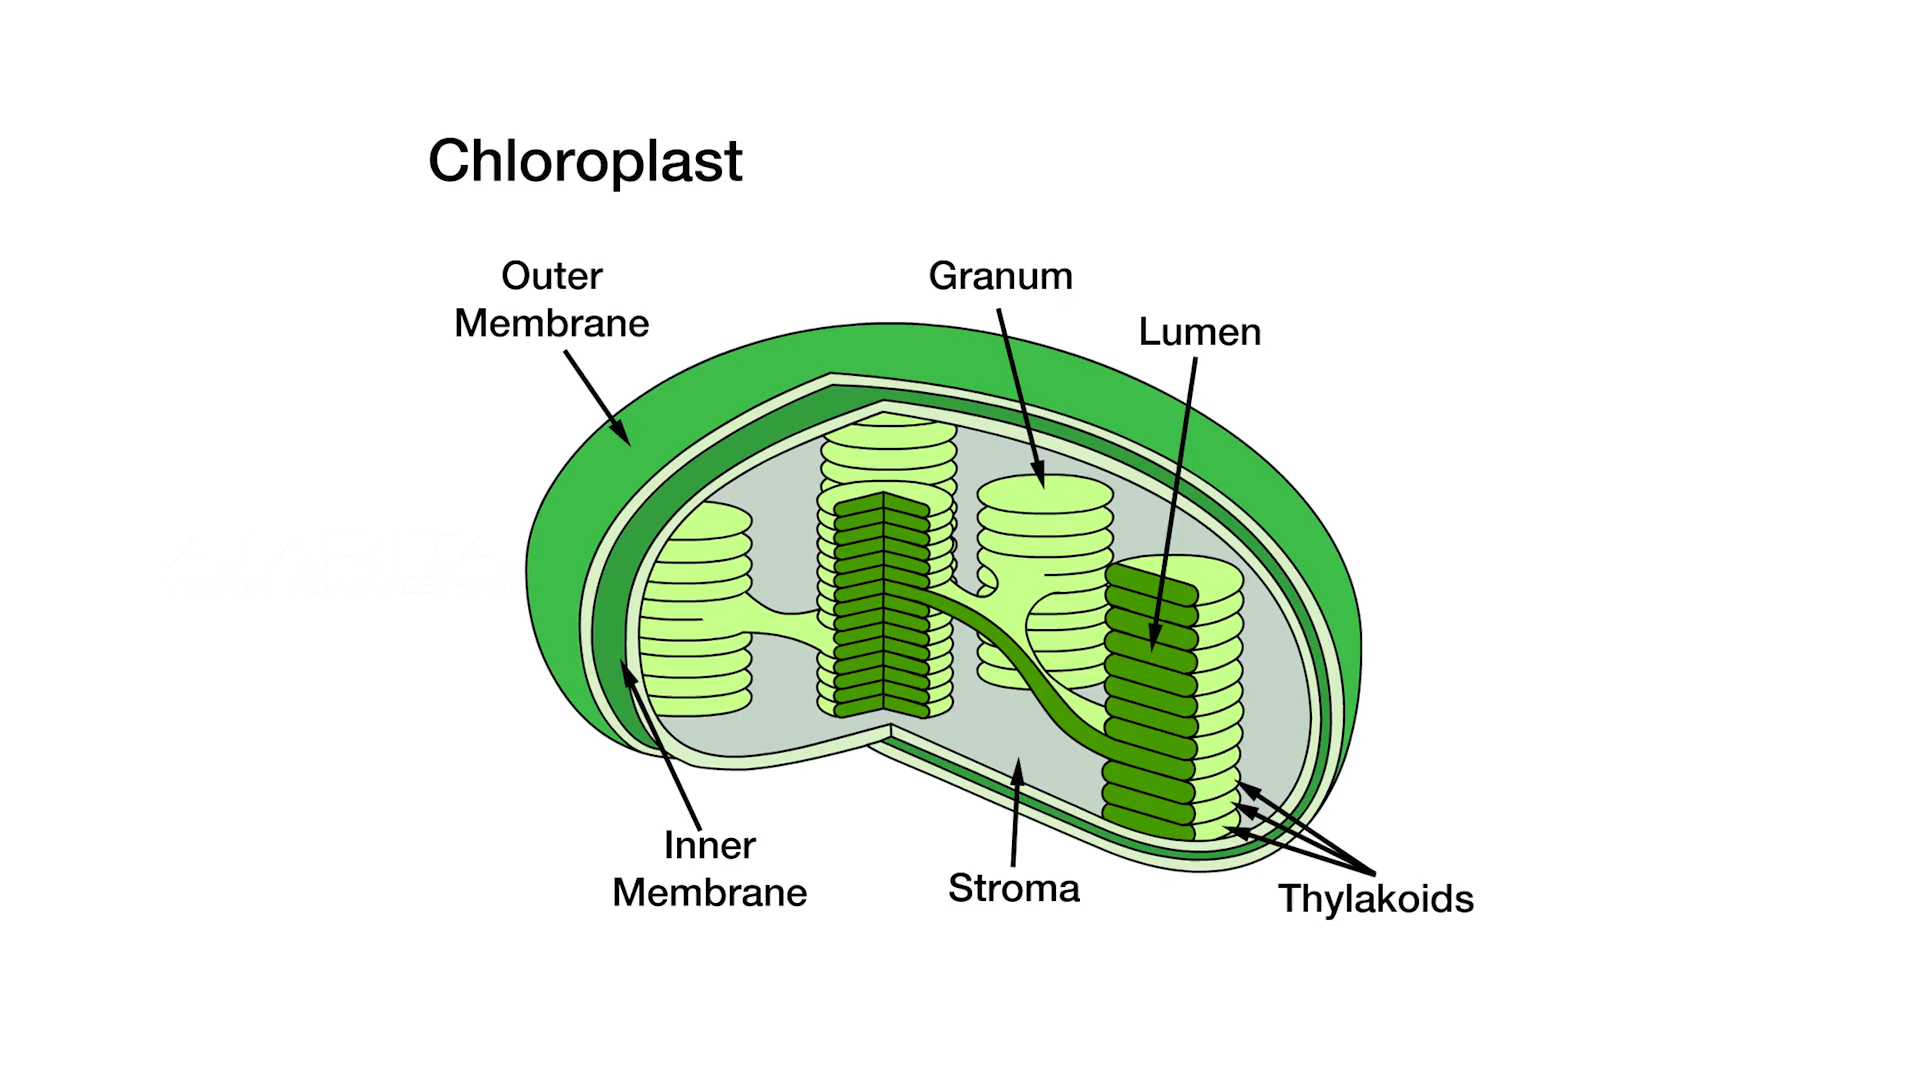 Chloroplast
Outer
Membrane
Granum
Lumen
Inner
Membrane
Stroma
Thylakoids